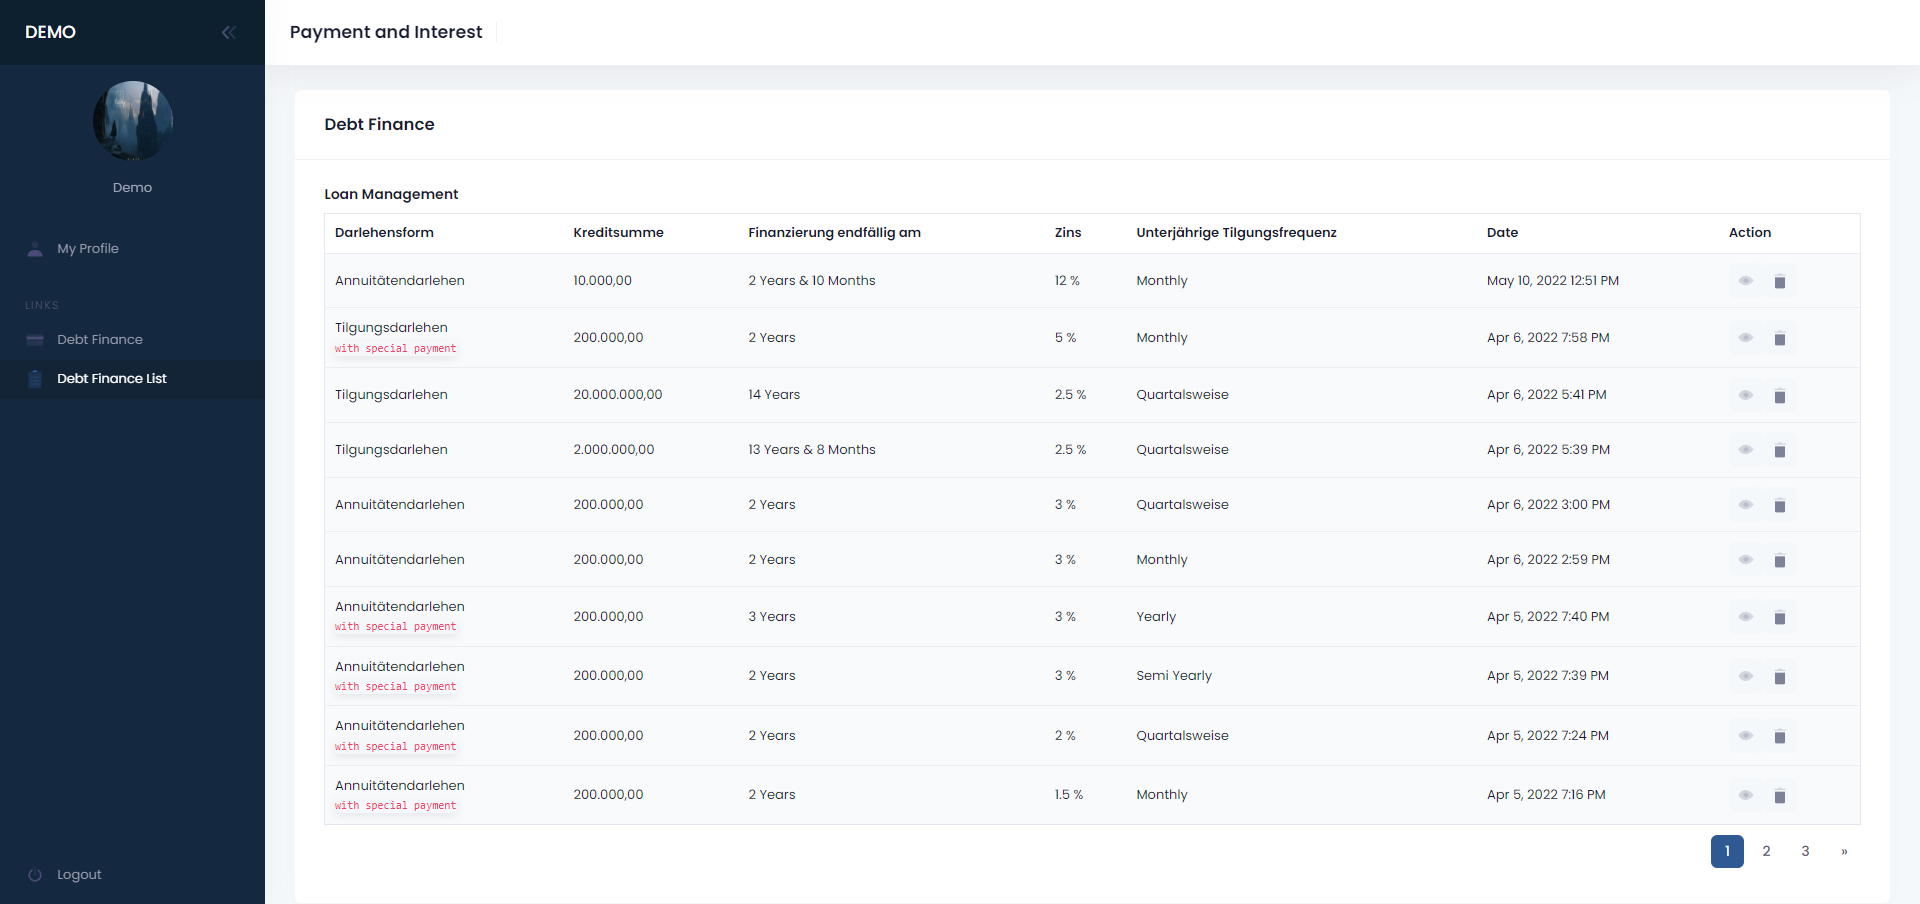 DEMO
Payment and Interest
Demo
My Profile
LINKS
Debt Finance
Debt Finance List
Logout
Debt Finance
Loan Management
Darlehensform Kreditsumme Finanzierung endfällig am Zins Unterjährige Tilgungsfrequenz Date Action
Annuitätendarlehen 10.000,00 2 Years & 10 Months 12 % Monthly May 10, 2022 12:51 PM
Tilgungsdarlehen 200.000,00 2 Years 5 % Monthly Apr 6, 2022 7:58 PM
with special payment
Tilgungsdarlehen 20.000.000,00 14 Years 2.5 % Quartalsweise Apr 6, 2022 5:41 PM
Tilgungsdarlehen 2.000.000,00 13 Years & 8 Months 2.5 % Quartalsweise Apr 6, 2022 5:39 PM
Annuitätendarlehen 200.000,00 2 Years 3 % Quartalsweise Apr 6, 2022 3:00 PM
Annuitätendarlehen 200.000,00 2 Years 3 % Monthly Apr 6, 2022 2:59 PM
Annuitätendarlehen 200.000,00 3 Years 3 % Yearly Apr 5, 2022 7:40 PM
with special payment
Annuitätendarlehen 200.000,00 2 Years 3 % Semi Yearly Apr 5, 2022 7:39 PM
with special payment
Annuitätendarlehen 200.000,00 2 Years 2 % Quartalsweise Apr 5, 2022 7:24 PM
with special payment
Annuitätendarlehen 200.000,00 2 Years 1.5 % Monthly Apr 5, 2022 7:16 PM
with special payment
1 2 3 »